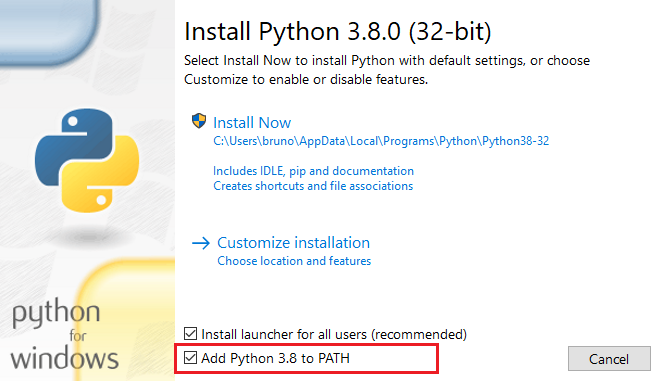 Install Python 3.8.0 (32-bit)
Select Install Now to install Python with default settings, or choose
Customize to enable or disable features.
Install Now
C:\Users\bruno\AppData\Local\Programs\Python\Python38-32
Includes IDLE, pip and documentation
Creates shortcuts and file associations
Customize installation
Choose location and features
python
for
windows
Install launcher for all users (recommended)
Add Python 3.8 to PATH
Cancel